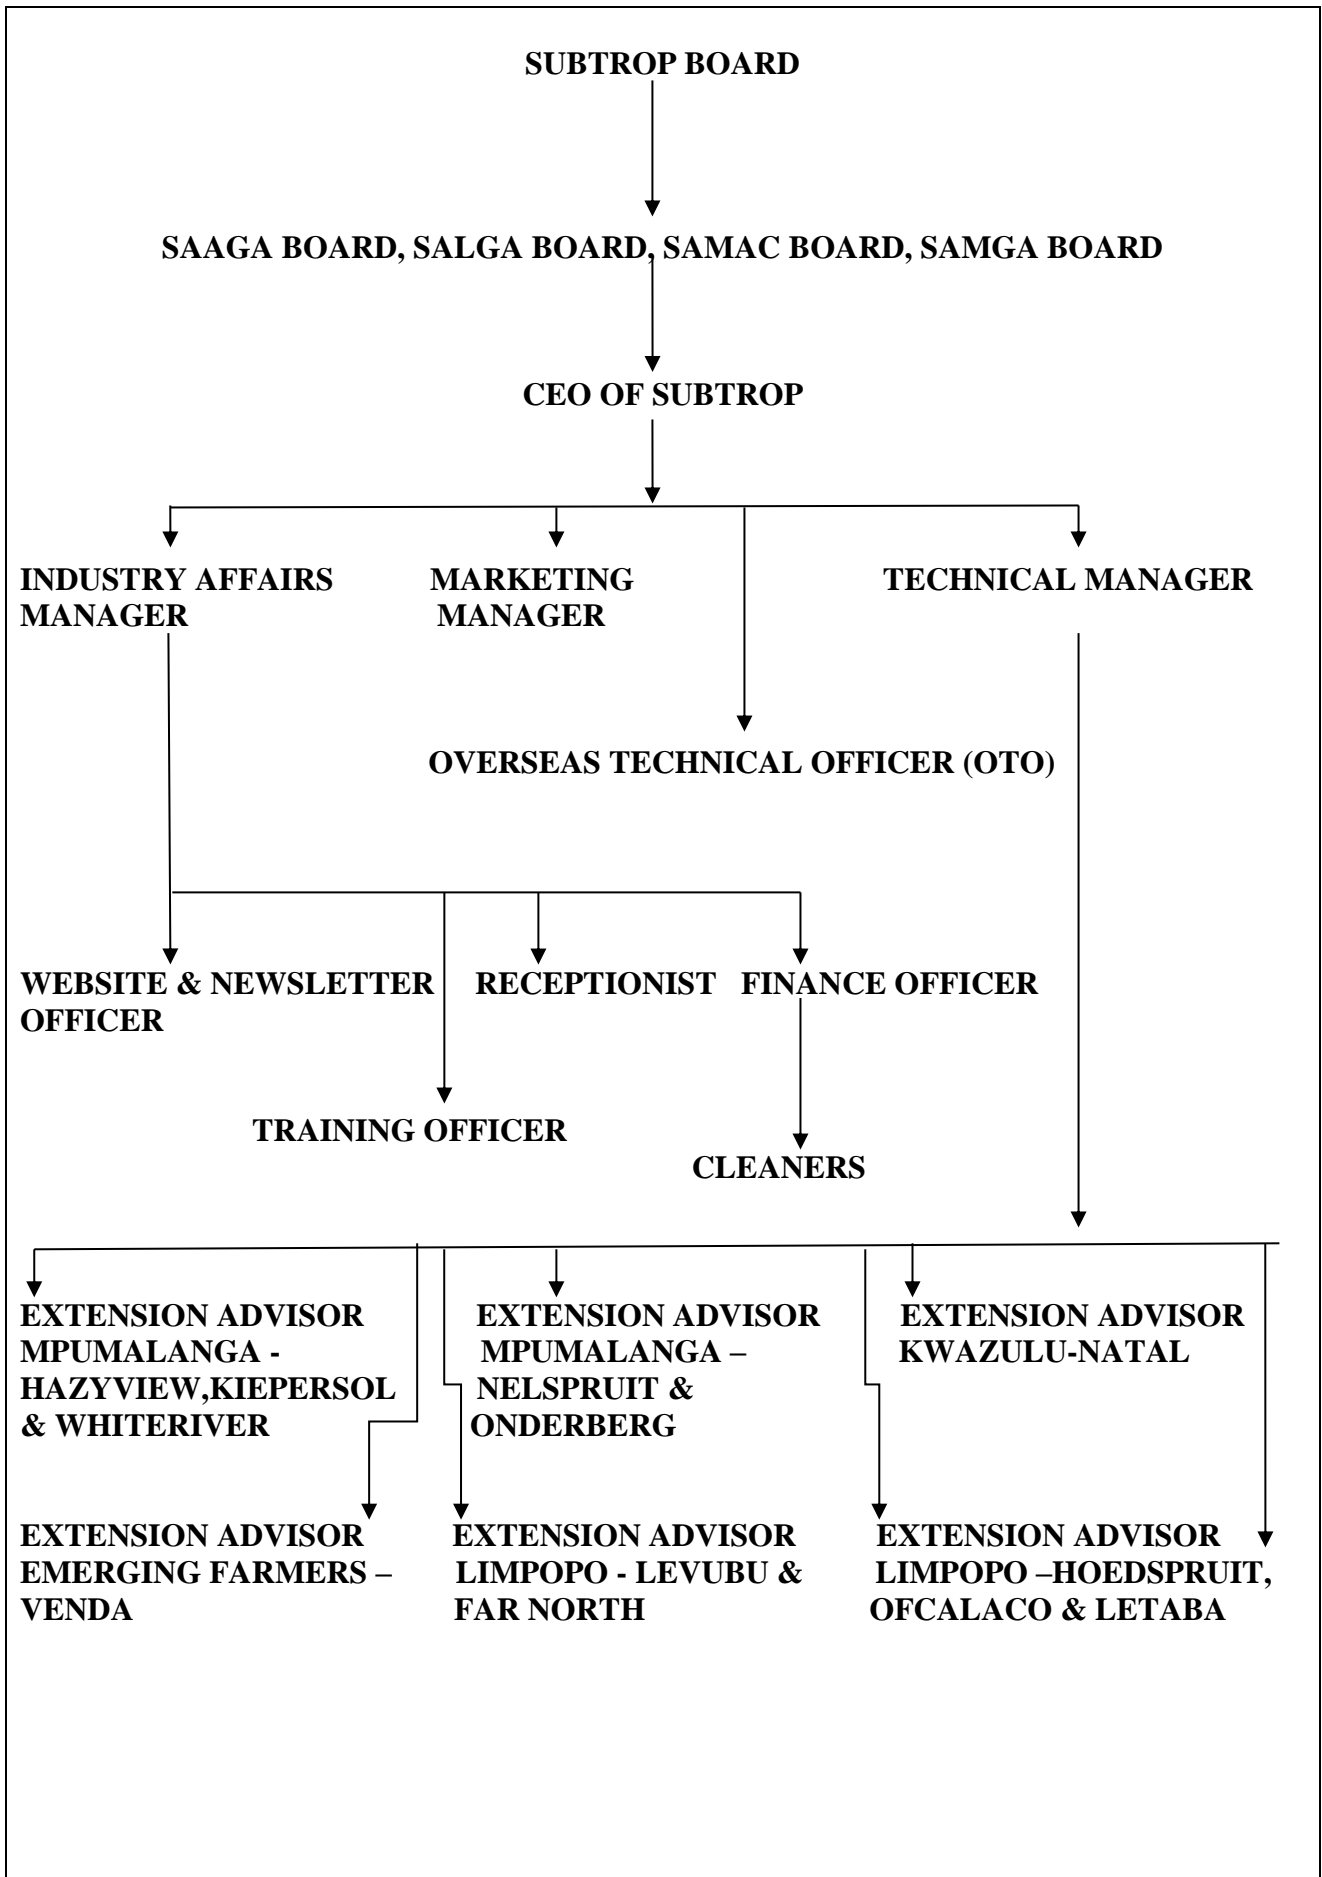 SUBTROP BOARD
SAAGA BOARD, SALGA BOARD, SAMAC BOARD, SAMGA BOARD
CEO OF SUBTROP
INDUSTRY AFFAIRS
MANAGER
MARKETING
MANAGER
TECHNICAL MANAGER
OVERSEAS TECHNICAL OFFICER (OTO)
WEBSITE & NEWSLETTER
OFFICER
RECEPTIONIST
FINANCE OFFICER
TRAINING OFFICER
CLEANERS
EXTENSION ADVISOR
MPUMALANGA -
HAZYVIEW,KIEPERSOL
& WHITERIVER
EXTENSION ADVISOR
MPUMALANGA –
NELSPRUIT &
ONDERBERG
EXTENSION ADVISOR
KWAZULU-NATAL
EXTENSION ADVISOR
EMERGING FARMERS –
VENDA
EXTENSION ADVISOR
LIMPOPO - LEVUBU &
FAR NORTH
EXTENSION ADVISOR
LIMPOPO –HOEDSPRUIT,
OFCALACO & LETABA